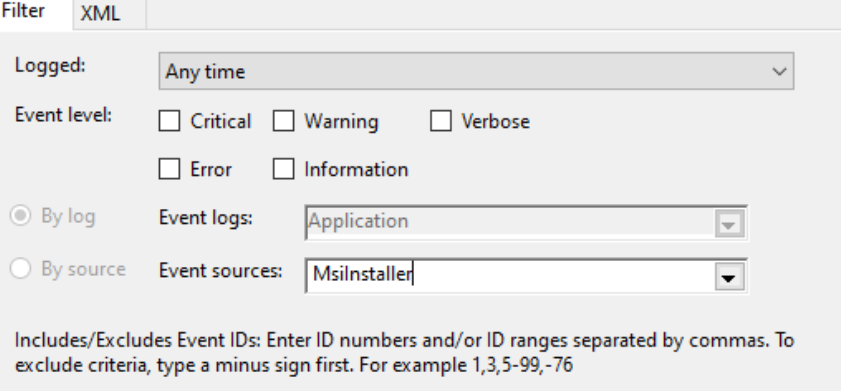 Filter XML
Logged: Any time
Event level: Critical Warning Verbose
Error Information
By log Event logs: Application
By source Event sources: MsiInstaller
Includes/Excludes Event IDs: Enter ID numbers and/or ID ranges separated by commas. To
exclude criteria, type a minus sign first. For example 1,3,5-99,-76